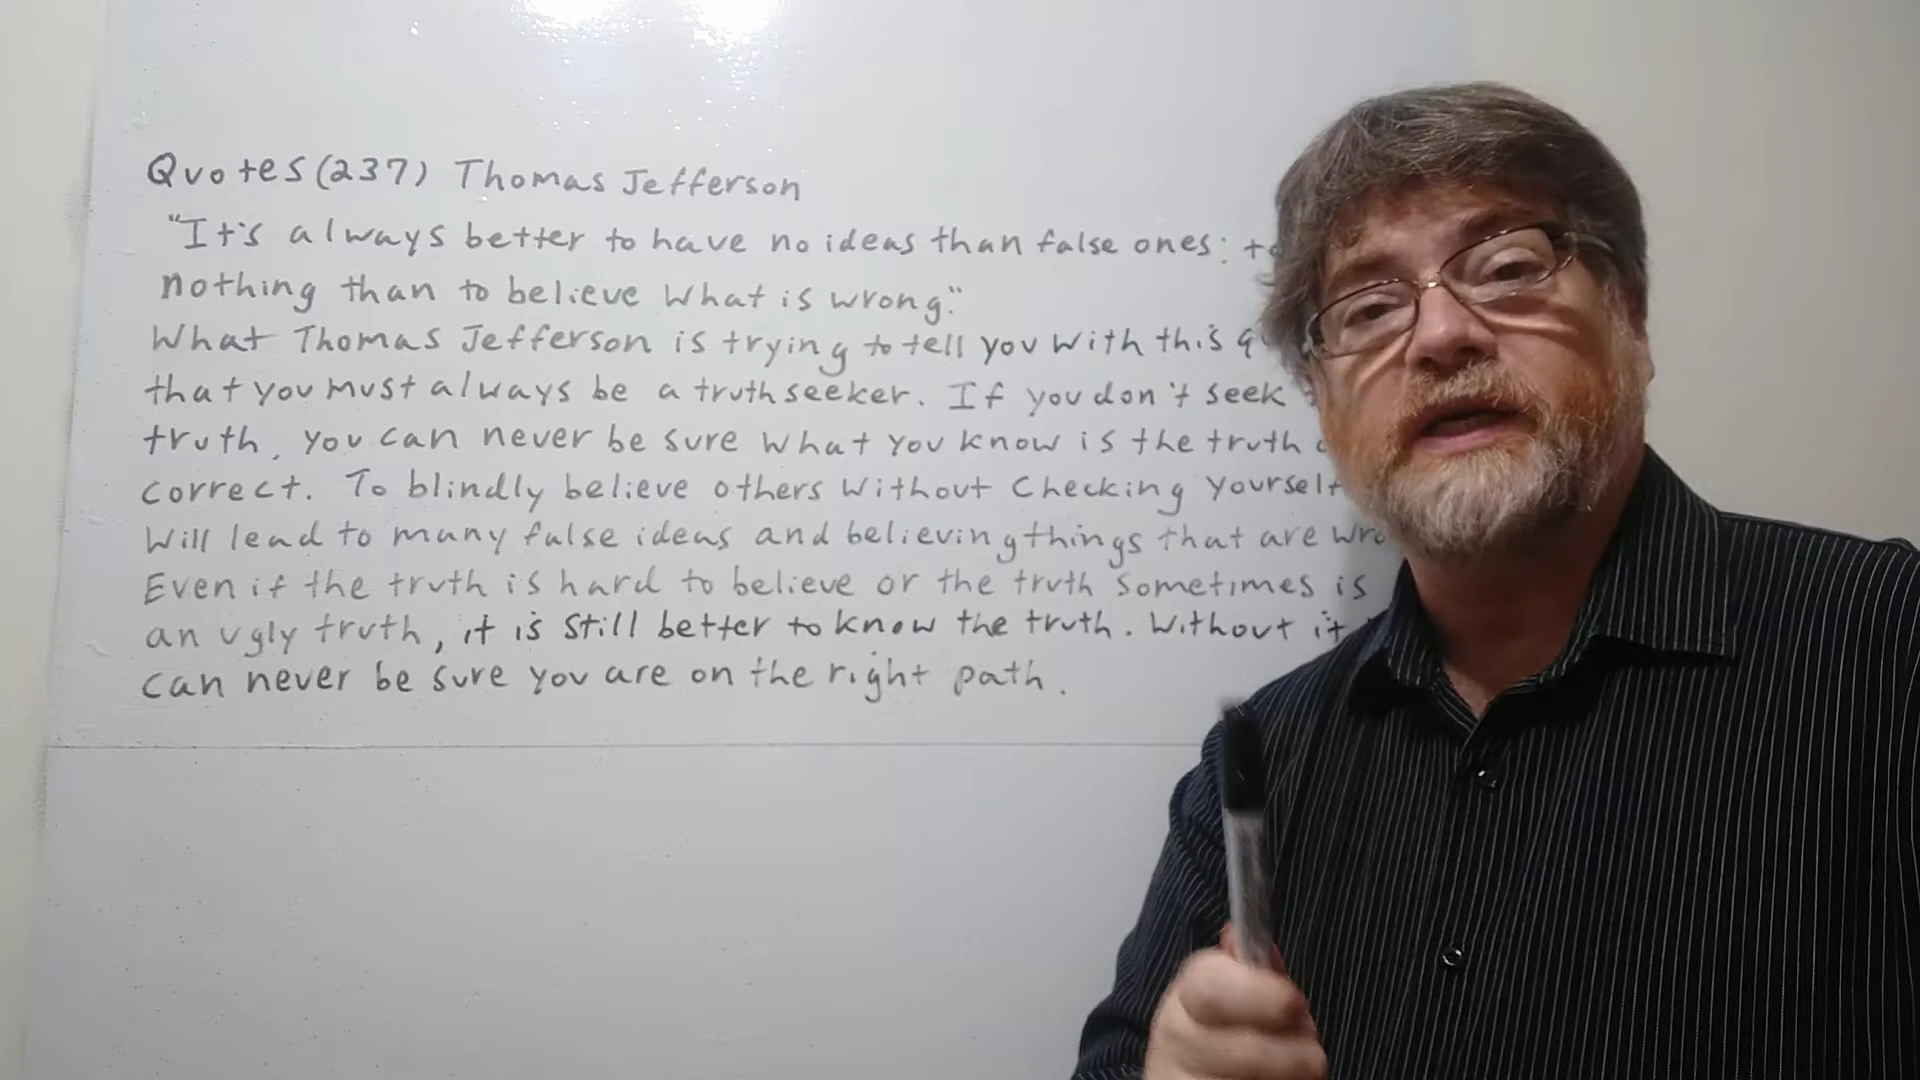 Quotes(237) Thomas Jefferson
"It's always better to have no ideas than false ones: to
nothing than to believe what is wrong."
What Thomas Jefferson is trying to tell you with this
that you must always be a truth seeker. If you don't seek
truth, you can never be sure what you know is the truth
correct. To blindly believe others without checking yourself
will lead to many false ideas and believing things that are
Even if the truth is hard to believe or the truth sometimes is
an ugly truth, it is still better to know the truth. Without it
can never be sure you are on the right path.